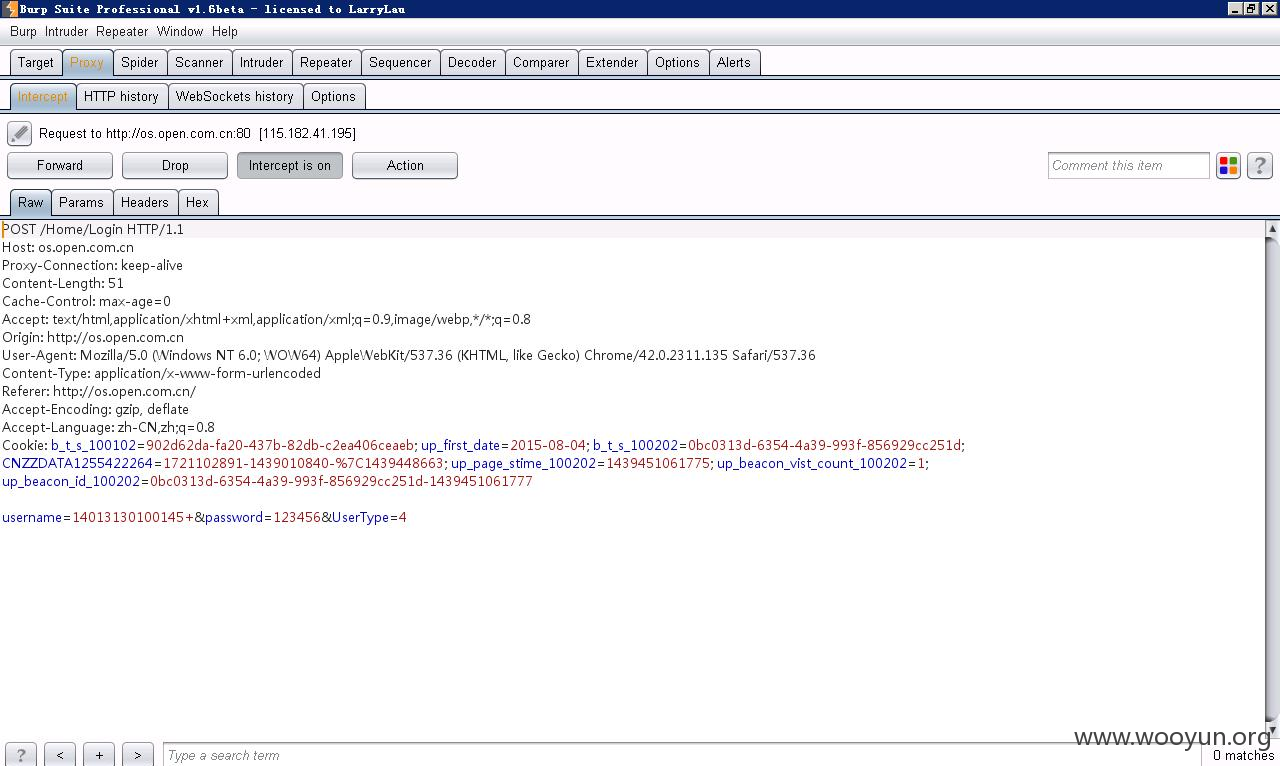 Burp Suite Professional v1.6beta - licensed to LarryLau
Burp Intruder Repeater Window Help
Target Proxy Spider Scanner Intruder Repeater Sequencer Decoder Comparer Extender Options Alerts
Intercept HTTP history WebSockets history Options
Request to http://os.open.com.cn:80 [115.182.41.195]
Forward Drop Intercept is on Action Comment this item ?
Raw Params Headers Hex
POST /Home/Login HTTP/1.1
Host: os.open.com.cn
Proxy-Connection: keep-alive
Content-Length: 51
Cache-Control: max-age=0
Accept: text/html,application/xhtml+xml,application/xml;q=0.9,image/webp,*/*;q=0.8
Origin: http://os.open.com.cn
User-Agent: Mozilla/5.0 (Windows NT 6.0; WOW64) AppleWebKit/537.36 (KHTML, like Gecko) Chrome/42.0.2311.135 Safari/537.36
Content-Type: application/x-www-form-urlencoded
Referer: http://os.open.com.cn/
Accept-Encoding: gzip, deflate
Accept-Language: zh-CN,zh;q=0.8
Cookie: b_t_s_100102=902d62da-fa20-437b-82db-c2ea406ceaeb; up_first_date=2015-08-04; b_t_s_100202=0bc0313d-6354-4a39-993f-856929cc251d;
CNZZDATA1255422264=1721102891-1439010840-%7C1439448663; up_page_stime_100202=1439451061775; up_beacon_vist_count_100202=1;
up_beacon_id_100202=0bc0313d-6354-4a39-993f-856929cc251d-1439451061777
username=14013130100145+&password=123456&UserType=4
www.wooyun.org
? < + > Type a search term 0 matches